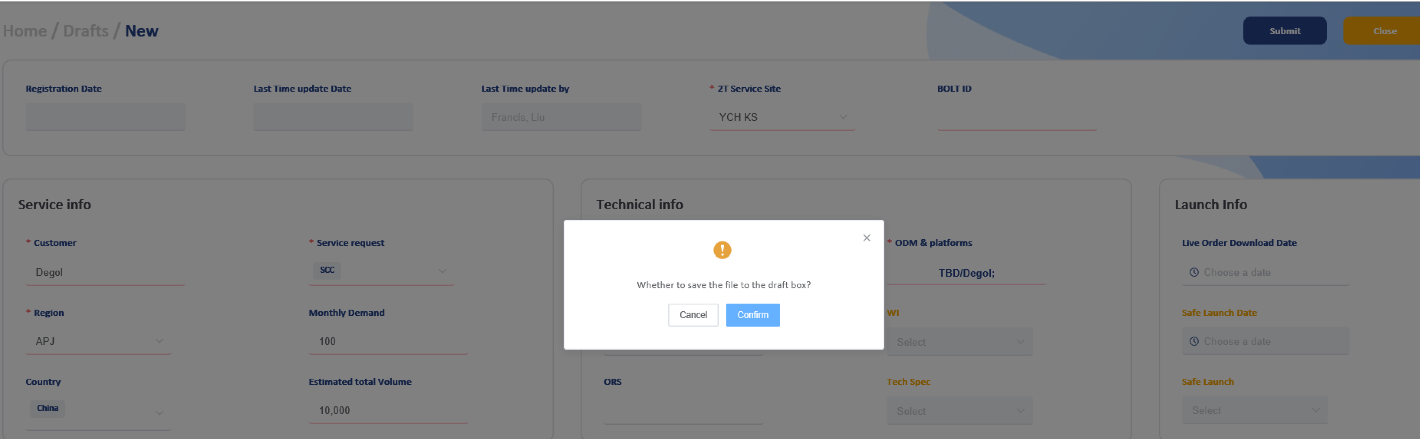 Home / Drafts / New
Submit
Close
Registration Date
Last Time update Date
Last Time update by
* 2T Service Site
BOLT ID
Francis, Liu
YCH KS
Service info
Technical info
Launch Info
* Customer
* Service request
* ODM & platforms
Live Order Download Date
Degol
SCC
TBD/Degol;
Choose a date
Whether to save the file to the draft box?
Cancel
Confirm
* Region
Monthly Demand
WI
Safe Launch Date
APJ
100
Select
Choose a date
Country
Estimated total Volume
ORS
Tech Spec
Safe Launch
China
10,000
Select
Select